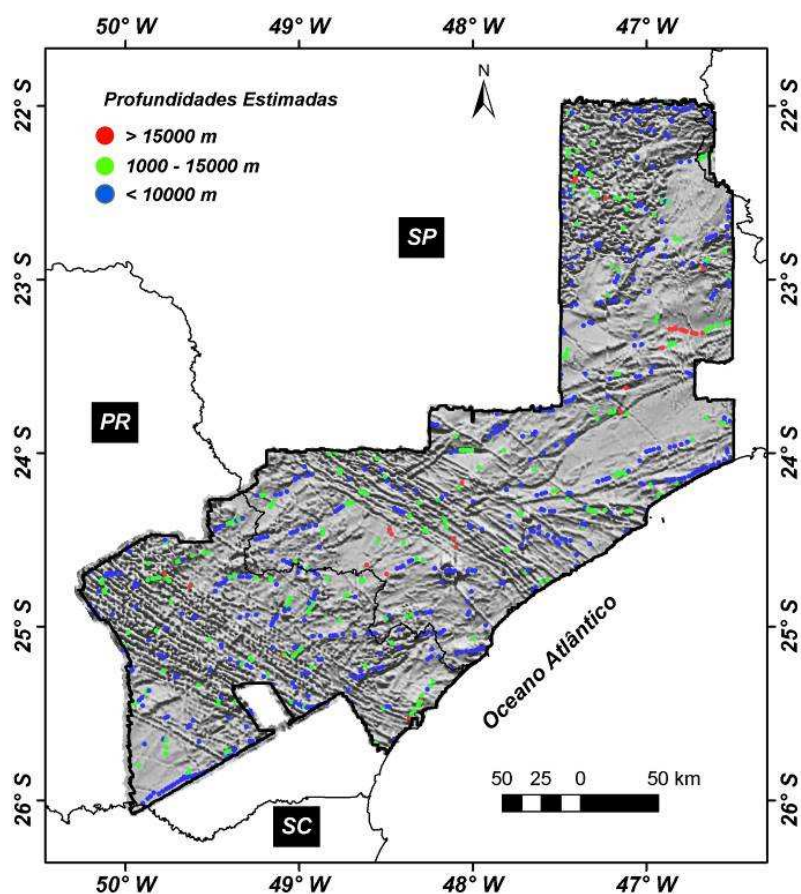 50° W 49° W 48° W 47° W
22° S 22° S
Profundidades Estimadas
> 15000 m
1000 - 15000 m
< 10000 m
N
SP
23° S 23° S
PR
24° S 24° S
25° S 25° S
Oceano Atlântico
50 25 0 50 km
26° S 26° S
SC
50° W 49° W 48° W 47° W